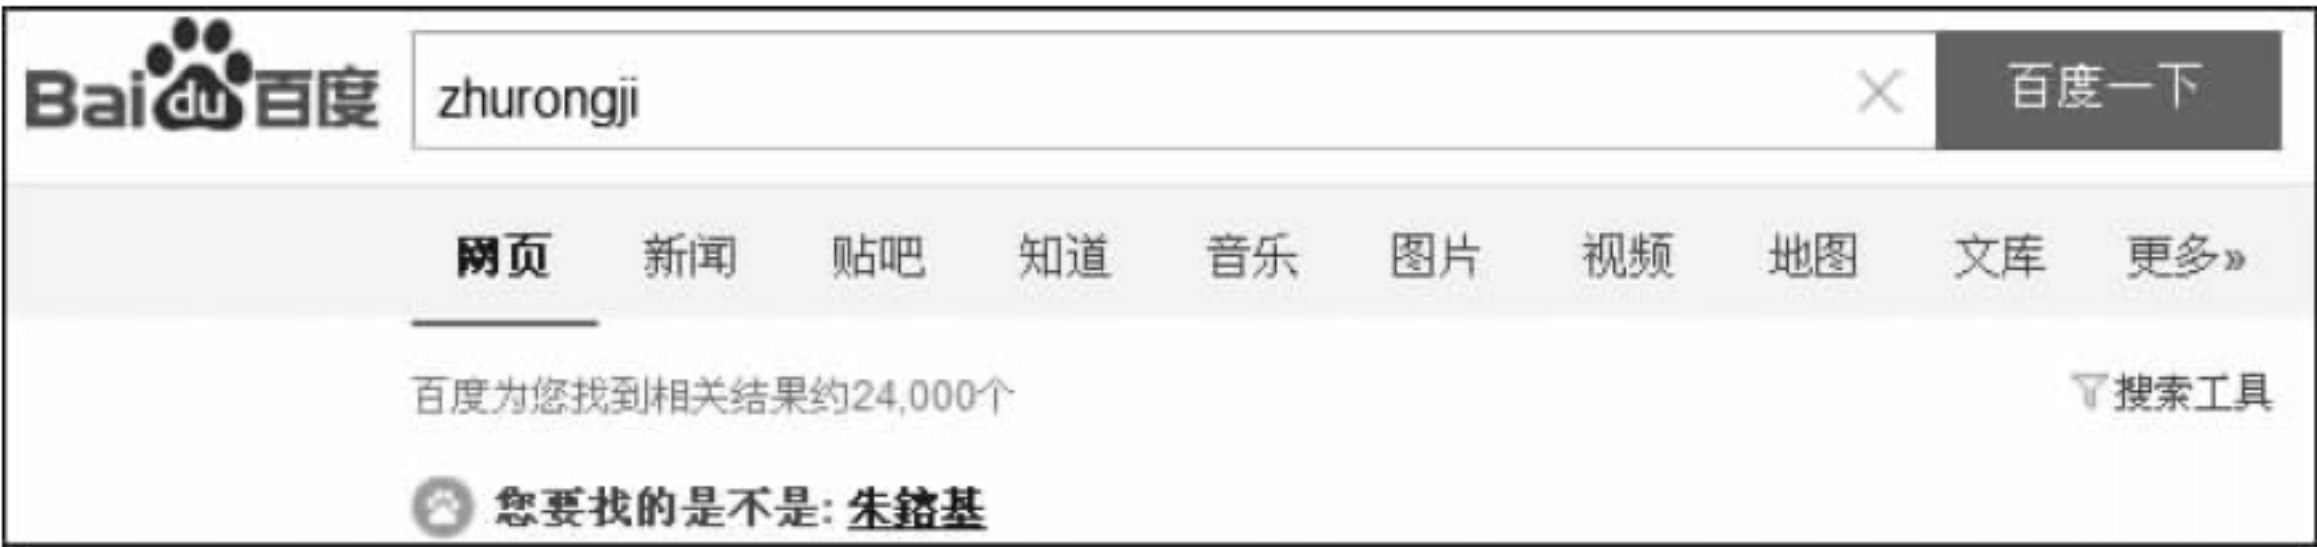 Baidu百度 zhurongji 百度一下
网页 新闻 贴吧 知道 音乐 图片 视频 地图 文库 更多»
百度为您找到相关结果约24,000个 搜索工具
您要找的是不是: 朱鎔基